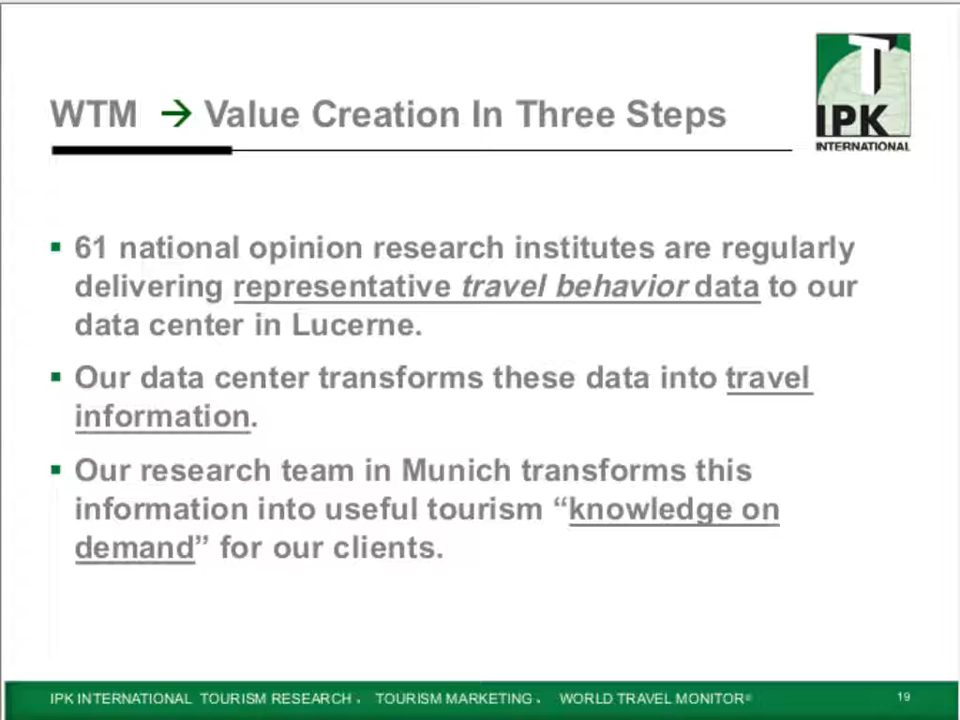 WTM → Value Creation In Three Steps
T
IPK
INTERNATIONAL
▪ 61 national opinion research institutes are regularly
delivering representative travel behavior data to our
data center in Lucerne.
▪ Our data center transforms these data into travel
information.
▪ Our research team in Munich transforms this
information into useful tourism “knowledge on
demand” for our clients.
IPK INTERNATIONAL TOURISM RESEARCH • TOURISM MARKETING • WORLD TRAVEL MONITOR® 19